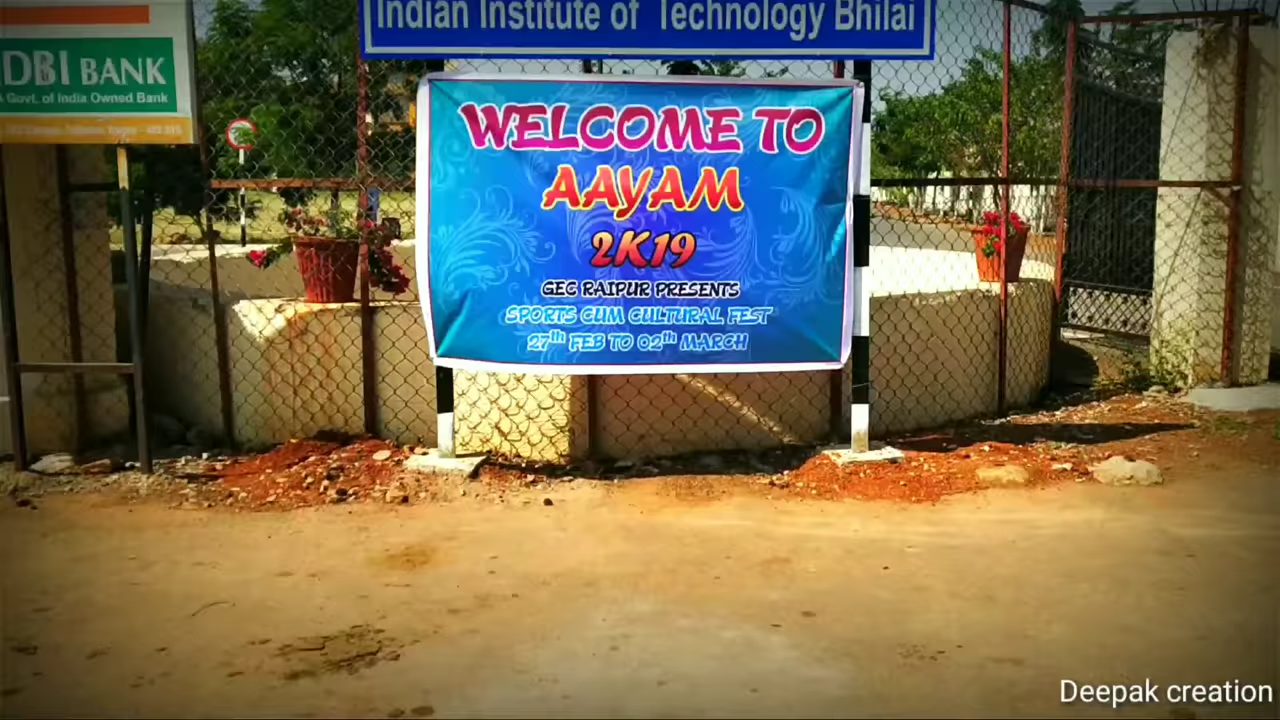 Indian Institute of Technology Bhilai
DBI BANK
Govt. of India Owned Bank
WELCOME TO
AAYAM
2K19
GEC RAIPUR PRESENTS
SPORTS CUM CULTURAL FEST
27th FEB TO 02th MARCH
Deepak creation